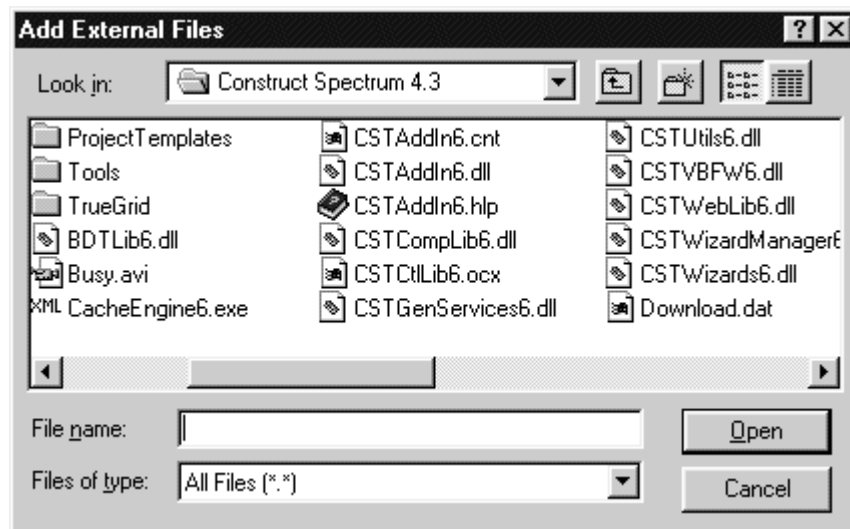 Add External Files
Look in:
Construct Spectrum 4.3
ProjectTemplates
Tools
TrueGrid
BDTLib6.dll
Busy.avi
XML CacheEngine6.exe
CSTAddIn6.cnt
CSTAddIn6.dll
CSTAddIn6.hlp
CSTCompLib6.dll
CSTCtlLib6.ocx
CSTGenServices6.dll
CSTUtils6.dll
CSTVBFW6.dll
CSTWebLib6.dll
CSTWizardManager6
CSTWizards6.dll
Download.dat
File name:
Open
Files of type:
All Files (*.*)
Cancel